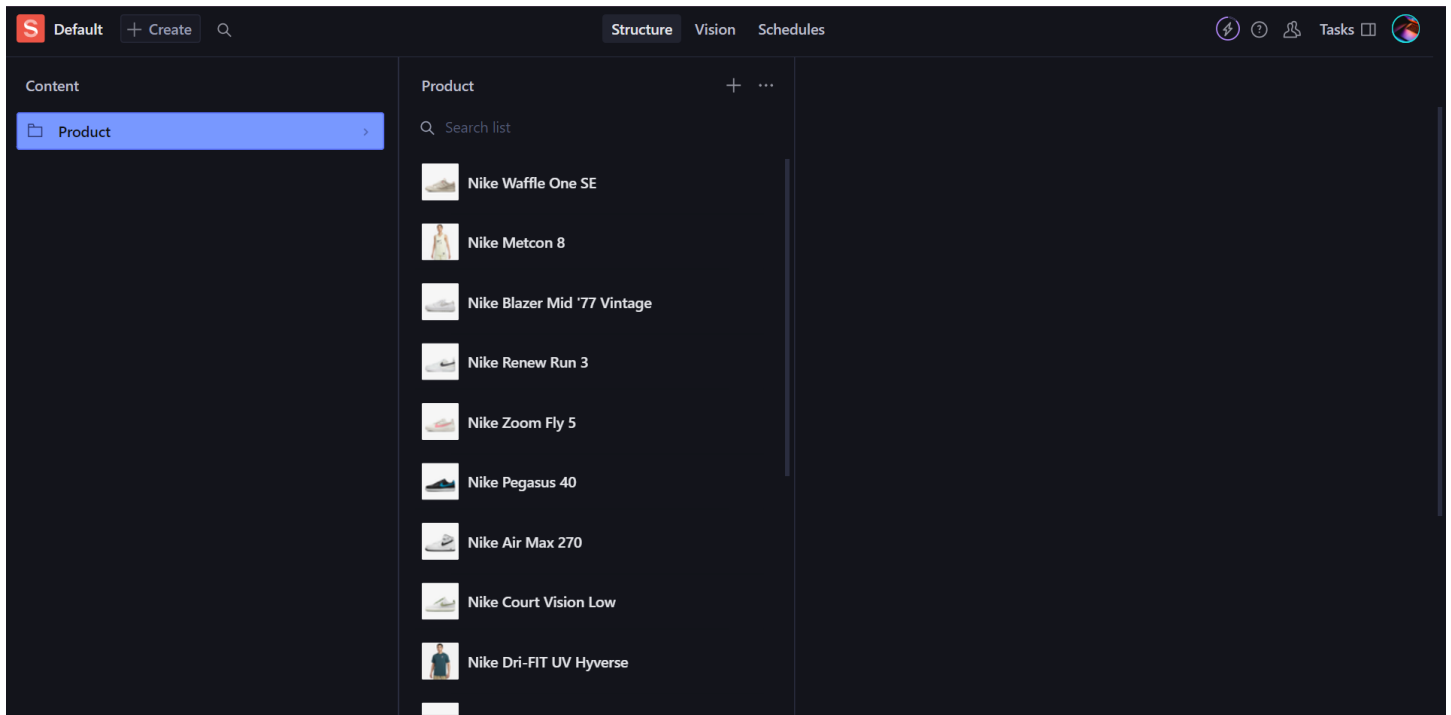 S Default + Create Structure Vision Schedules Tasks
Content
Product
Product
Search list
Nike Waffle One SE
Nike Metcon 8
Nike Blazer Mid '77 Vintage
Nike Renew Run 3
Nike Zoom Fly 5
Nike Pegasus 40
Nike Air Max 270
Nike Court Vision Low
Nike Dri-FIT UV Hyverse